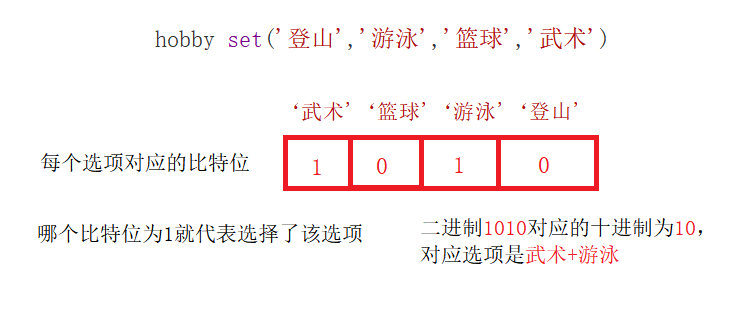 hobby set('登山','游泳','篮球','武术')
‘武术’ ‘篮球’ ‘游泳’ ‘登山’
每个选项对应的比特位 1 0 1 0
哪个比特位为1就代表选择了该选项
二进制1010对应的十进制为10，
对应选项是武术+游泳